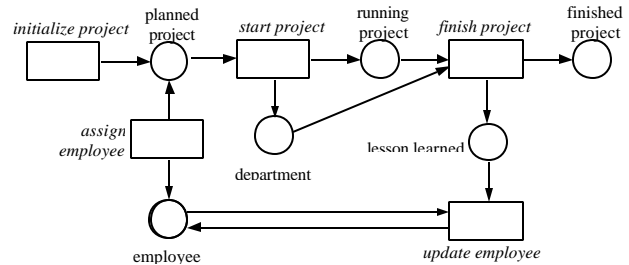 initialize project
planned
project
start project
running
project
finish project
finished
project
assign
employee
department
lesson learned
employee
update employee